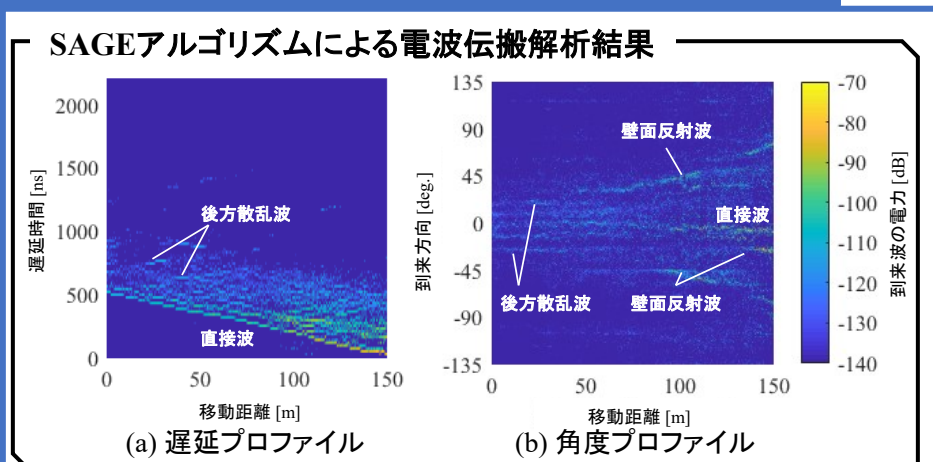 SAGEアルゴリズムによる電波伝搬解析結果
2000
1500
1000
500
0
遅延時間 [ns]
後方散乱波
直接波
0 50 100 150
移動距離 [m]
(a) 遅延プロファイル
135
90
45
0
-45
-90
-135
到来方向 [deg.]
壁面反射波
直接波
後方散乱波
壁面反射波
0 50 100 150
移動距離 [m]
(b) 角度プロファイル
-70
-80
-90
-100
-110
-120
-130
-140
到来波の電力 [dB]